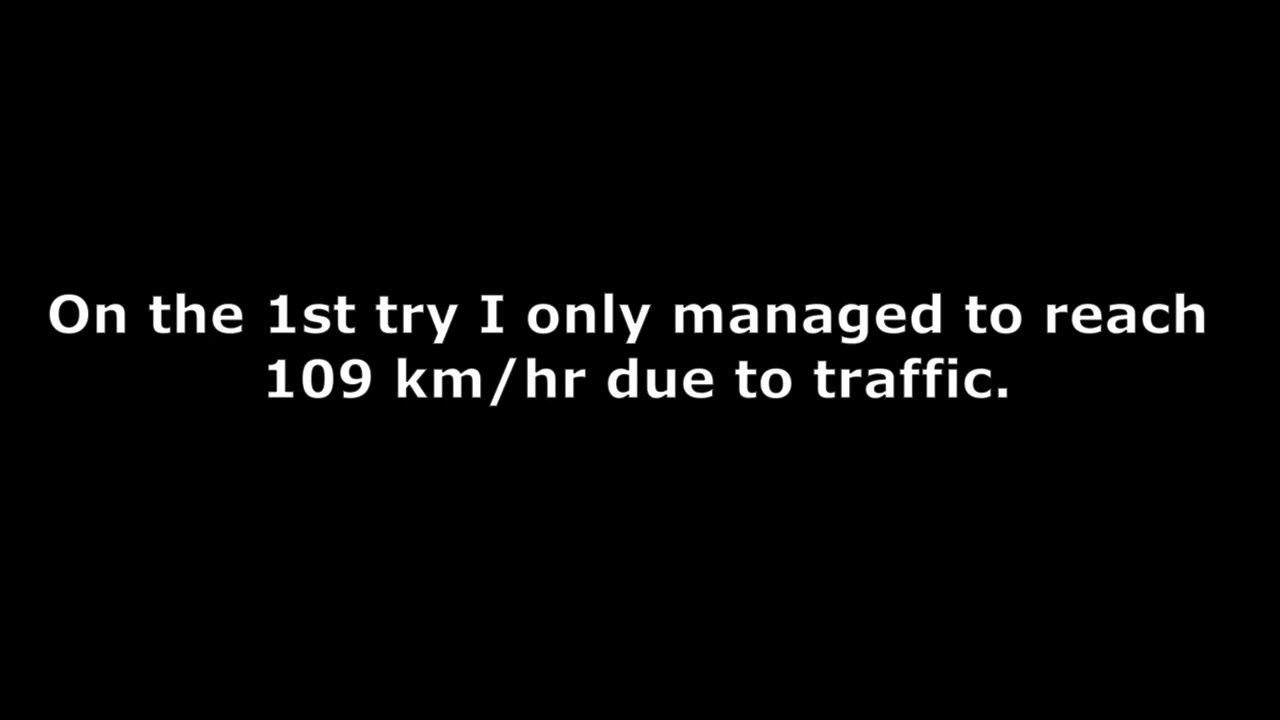 On the 1st try I only managed to reach
109 km/hr due to traffic.